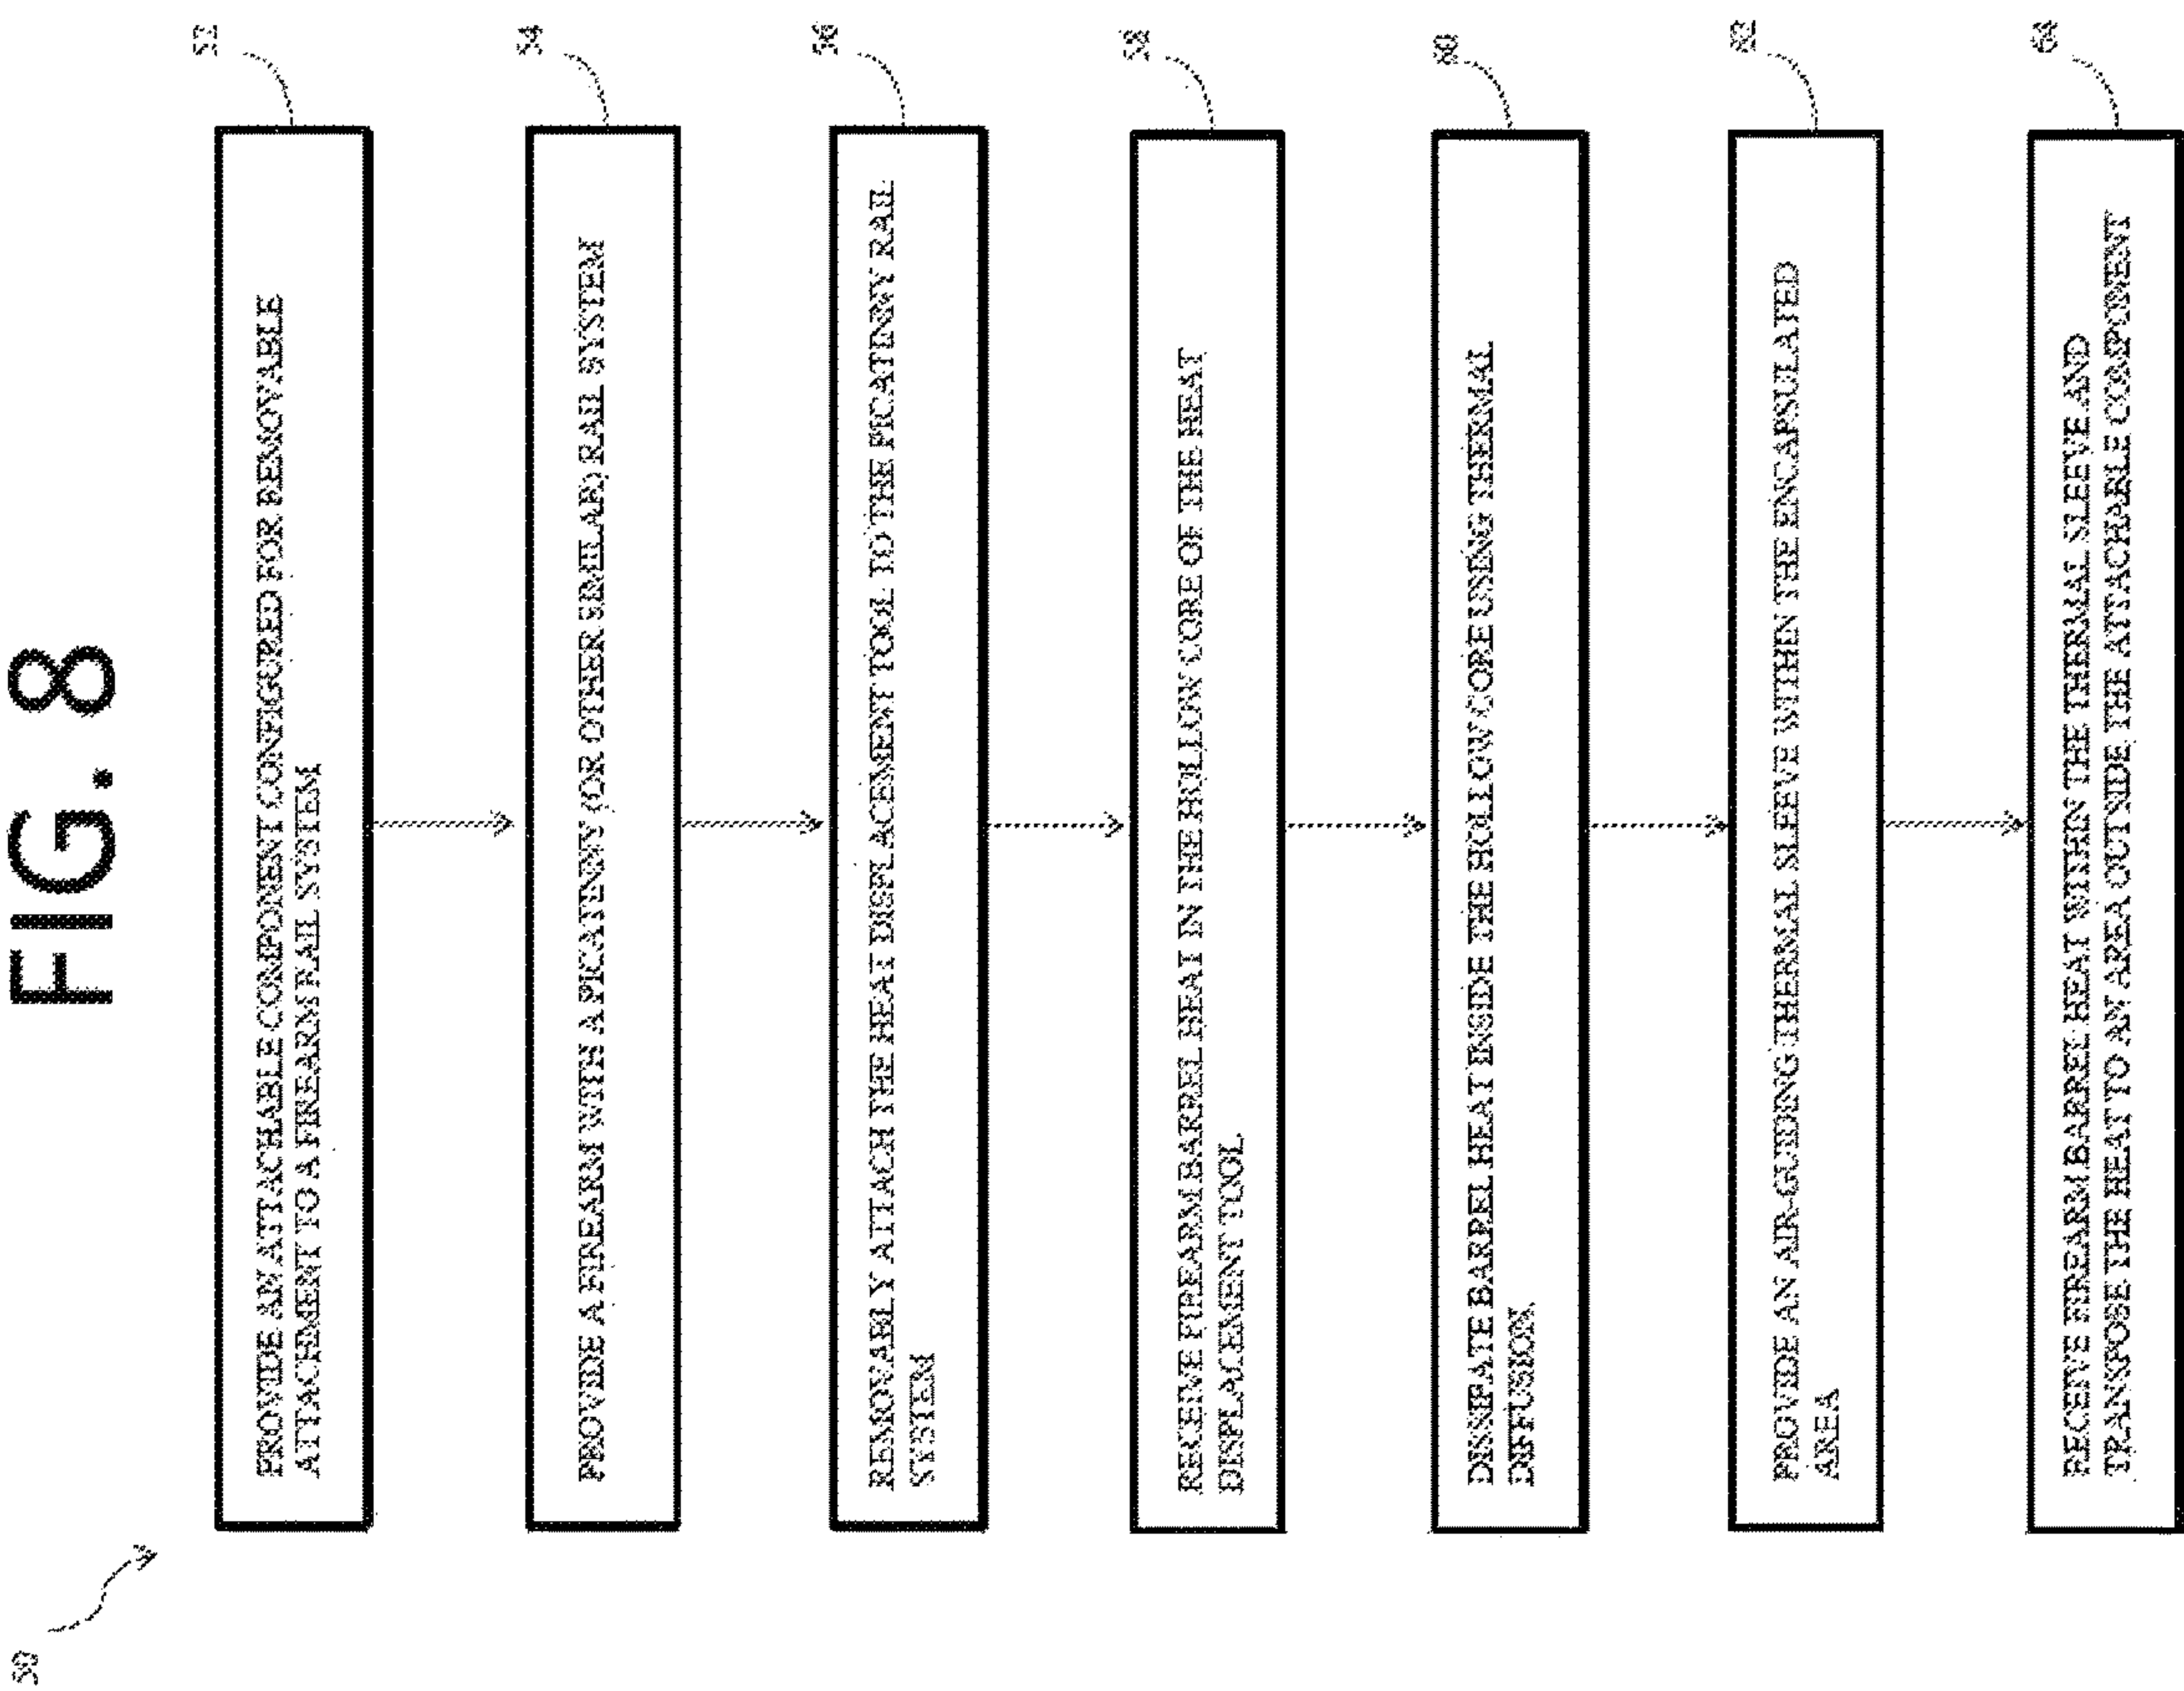 FIG. 8
50
52
PROVIDE AN ATTACHABLE COMPONENT CONFIGURED FOR REMOVABLE
ATTACHMENT TO A FIREARM RAIL SYSTEM
54
PROVIDE A FIREARM WITH A PICATINNY (OR OTHER SIMILAR) RAIL SYSTEM
56
REMOVABLY ATTACH THE HEAT DISPLACEMENT TOOL TO THE PICATINNY RAIL
SYSTEM
58
RECEIVE FIREARM BARREL HEAT IN THE HOLLOW CORE OF THE HEAT
DISPLACEMENT TOOL
60
DISSIPATE BARREL HEAT INSIDE THE HOLLOW CORE USING THERMAL
DIFFUSION.
62
PROVIDE AN AIR-GUIDING THERMAL SLEEVE WITHIN THE ENCAPSULATED
AREA
64
RECEIVE FIREARM BARREL HEAT WITHIN THE THERMAL SLEEVE AND
TRANSPOSE THE HEAT TO AN AREA OUTSIDE THE ATTACHABLE COMPONENT